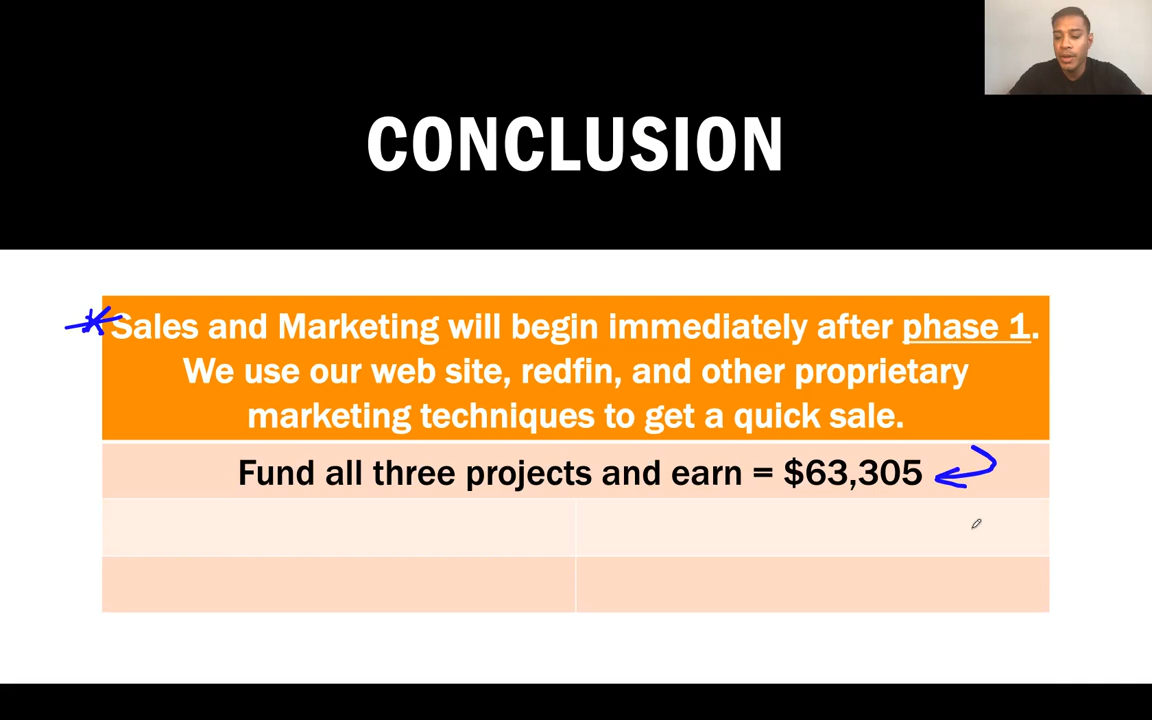 CONCLUSION
Sales and Marketing will begin immediately after phase 1.
We use our web site, redfin, and other proprietary
marketing techniques to get a quick sale.
Fund all three projects and earn = $63,305